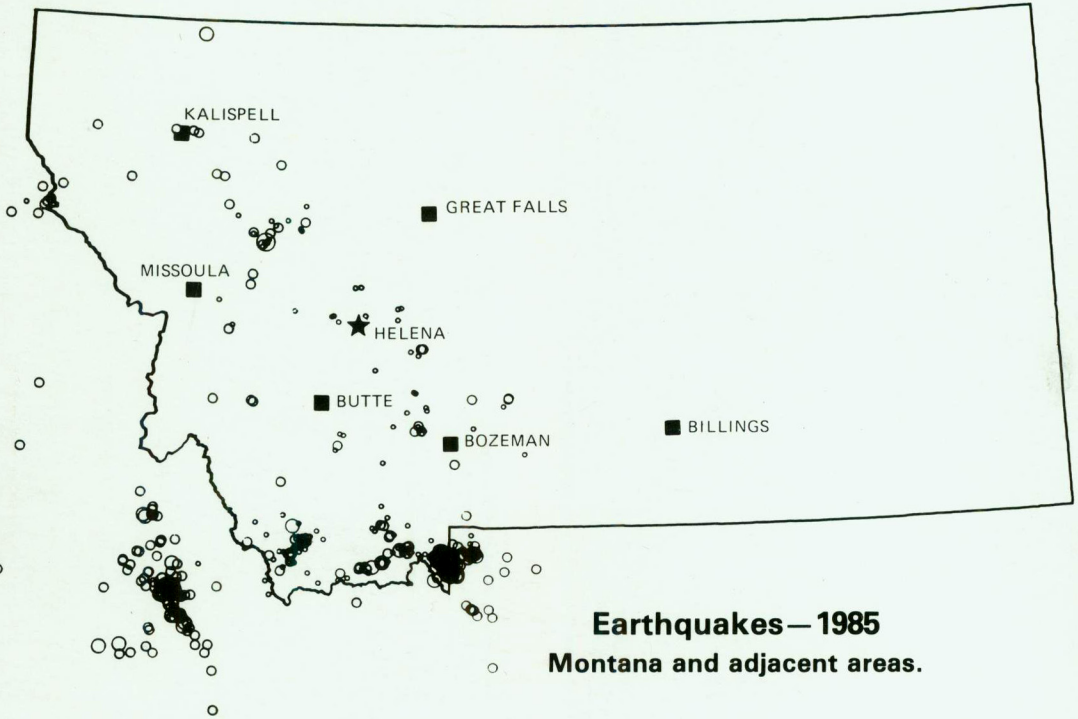 KALISPELL
GREAT FALLS
MISSOULA
HELENA
BUTTE
BILLINGS
BOZEMAN
Earthquakes—1985
Montana and adjacent areas.